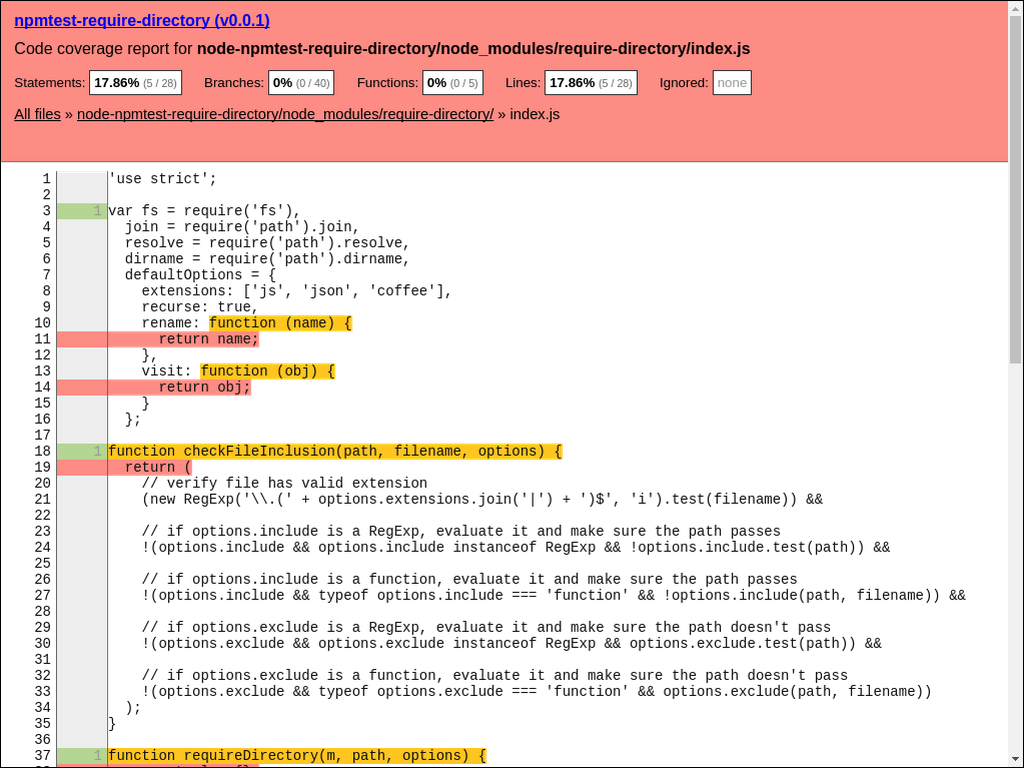 npmtest-require-directory (v0.0.1)
Code coverage report for node-npmtest-require-directory/node_modules/require-directory/index.js
Statements: 17.86% (5 / 28) Branches: 0% (0 / 40) Functions: 0% (0 / 5) Lines: 17.86% (5 / 28) Ignored: none
All files » node-npmtest-require-directory/node_modules/require-directory/ » index.js
1 'use strict';
2
3 1 var fs = require('fs'),
4 join = require('path').join,
5 resolve = require('path').resolve,
6 dirname = require('path').dirname,
7 defaultOptions = {
8 extensions: ['js', 'json', 'coffee'],
9 recurse: true,
10 rename: function (name) {
11 return name;
12 },
13 visit: function (obj) {
14 return obj;
15 }
16 };
17
18 1 function checkFileInclusion(path, filename, options) {
19 return (
20 // verify file has valid extension
21 (new RegExp('\\.(' + options.extensions.join('|') + ')$', 'i').test(filename)) &&
22
23 // if options.include is a RegExp, evaluate it and make sure the path passes
24 !(options.include && options.include instanceof RegExp && !options.include.test(path)) &&
25
26 // if options.include is a function, evaluate it and make sure the path passes
27 !(options.include && typeof options.include === 'function' && !options.include(path, filename)) &&
28
29 // if options.exclude is a RegExp, evaluate it and make sure the path doesn't pass
30 !(options.exclude && options.exclude instanceof RegExp && options.exclude.test(path)) &&
31
32 // if options.exclude is a function, evaluate it and make sure the path doesn't pass
33 !(options.exclude && typeof options.exclude === 'function' && options.exclude(path, filename))
34 );
35 }
36
37 1 function requireDirectory(m, path, options) {